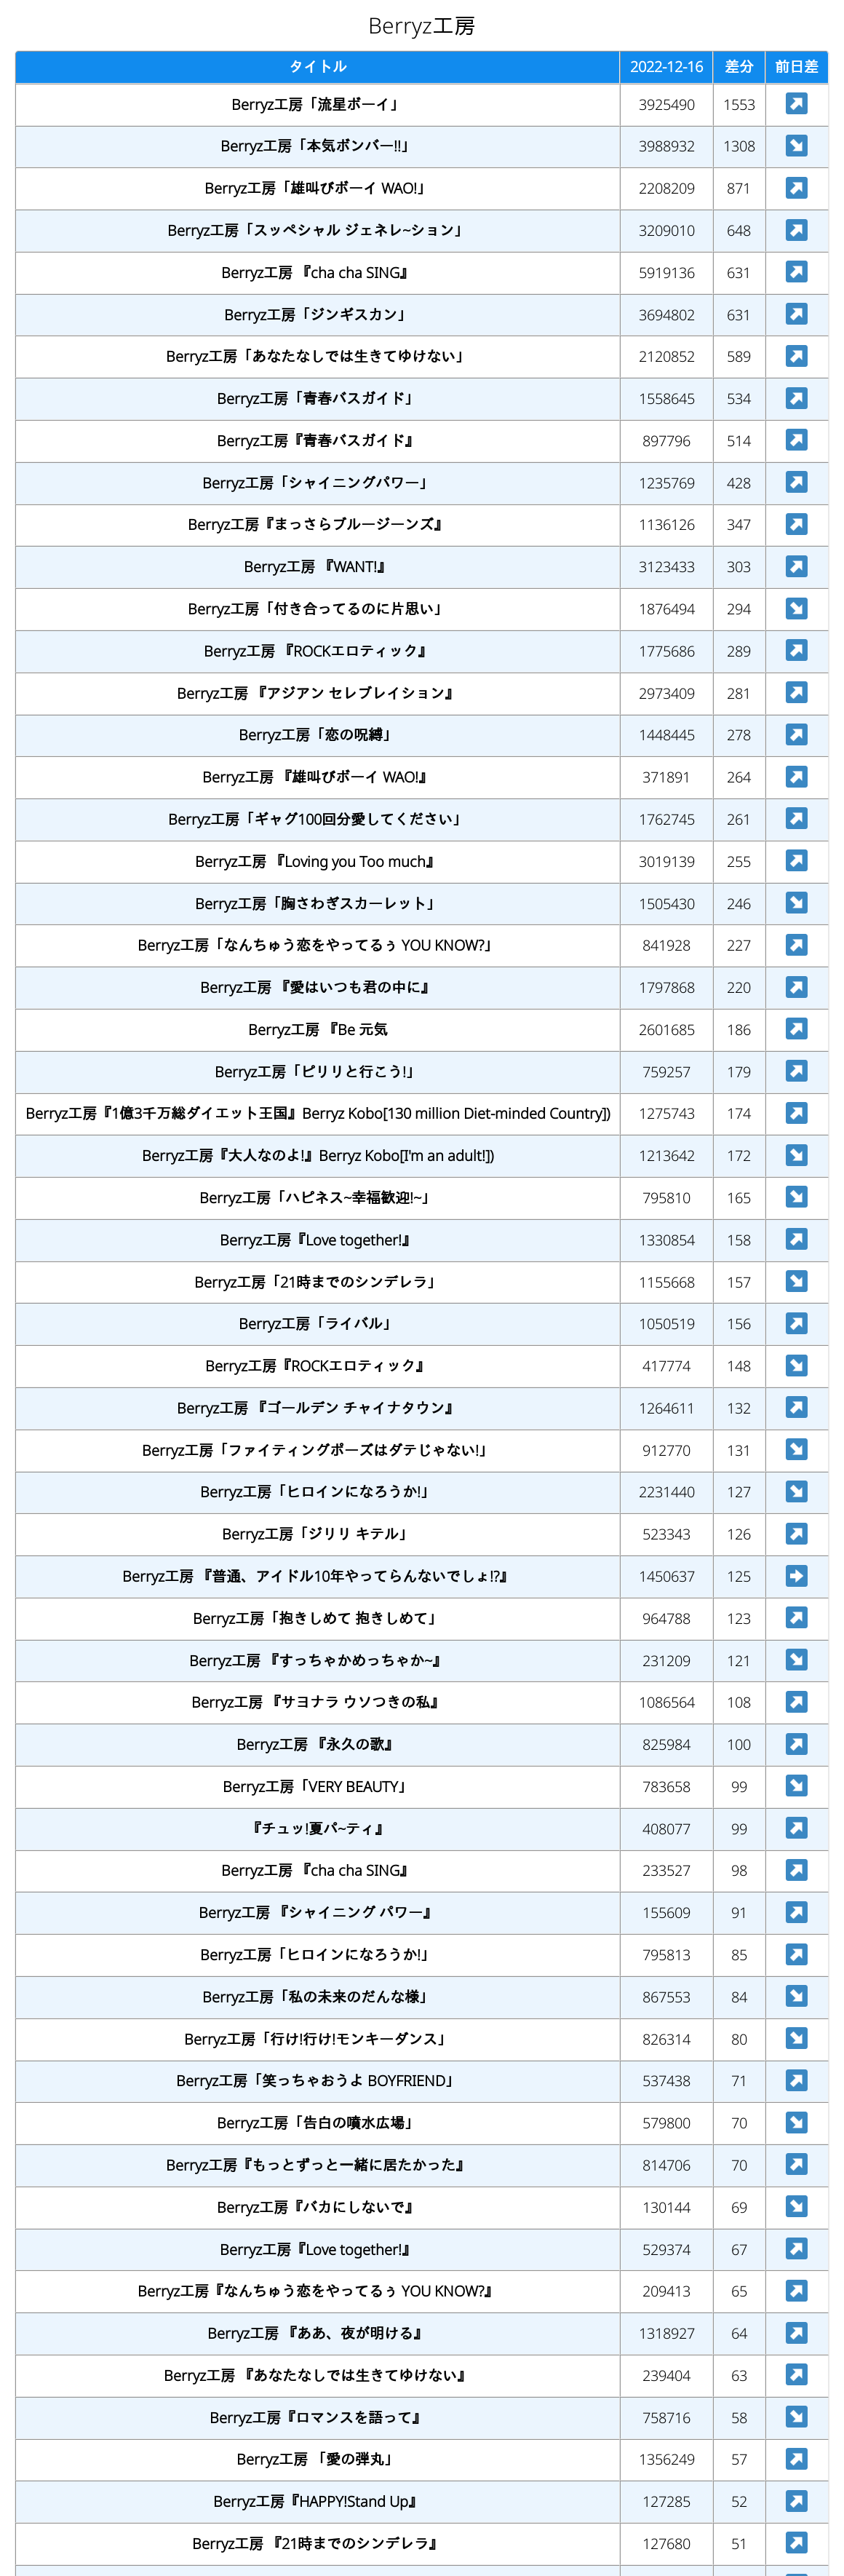 Berryz工房
タイトル 2022-12-16 差分 前日差
Berryz工房「流星ボーイ」 3925490 1553
Berryz工房「本気ボンバー!!」 3988932 1308
Berryz工房「雄叫びボーイ WAO!」 2208209 871
Berryz工房「スッペシャル ジェネレ~ション」 3209010 648
Berryz工房 『cha cha SING』 5919136 631
Berryz工房「ジンギスカン」 3694802 631
Berryz工房「あなたなしでは生きてゆけない」 2120852 589
Berryz工房「青春バスガイド」 1558645 534
Berryz工房『青春バスガイド』 897796 514
Berryz工房「シャイニングパワー」 1235769 428
Berryz工房『まっさらブルージーンズ』 1136126 347
Berryz工房 『WANT!』 3123433 303
Berryz工房「付き合ってるのに片思い」 1876494 294
Berryz工房 『ROCKエロティック』 1775686 289
Berryz工房 『アジアン セレブレイション』 2973409 281
Berryz工房「恋の呪縛」 1448445 278
Berryz工房 『雄叫びボーイ WAO!』 371891 264
Berryz工房「ギャグ100回分愛してください」 1762745 261
Berryz工房 『Loving you Too much』 3019139 255
Berryz工房「胸さわぎスカーレット」 1505430 246
Berryz工房「なんちゅう恋をやってるぅ YOU KNOW?」 841928 227
Berryz工房 『愛はいつも君の中に』 1797868 220
Berryz工房 『Be 元気 2601685 186
Berryz工房「ピリリと行こう!」 759257 179
Berryz工房『1億3千万総ダイエット王国』Berryz Kobo[130 million Diet-minded Country]) 1275743 174
Berryz工房『大人なのよ!』Berryz Kobo[I'm an adult!]) 1213642 172
Berryz工房「ハピネス~幸福歓迎!~」 795810 165
Berryz工房『Love together!』 1330854 158
Berryz工房「21時までのシンデレラ」 1155668 157
Berryz工房「ライバル」 1050519 156
Berryz工房『ROCKエロティック』 417774 148
Berryz工房 『ゴールデン チャイナタウン』 1264611 132
Berryz工房「ファイティングポーズはダテじゃない!」 912770 131
Berryz工房「ヒロインになろうか!」 2231440 127
Berryz工房「ジリリ キテル」 523343 126
Berryz工房 『普通、アイドル10年やってらんないでしょ!?』 1450637 125
Berryz工房「抱きしめて 抱きしめて」 964788 123
Berryz工房 『すっちゃかめっちゃか~』 231209 121
Berryz工房 『サヨナラ ウソつきの私』 1086564 108
Berryz工房 『永久の歌』 825984 100
Berryz工房「VERY BEAUTY」 783658 99
『チュッ!夏パ~ティ』 408077 99
Berryz工房 『cha cha SING』 233527 98
Berryz工房 『シャイニング パワー』 155609 91
Berryz工房「ヒロインになろうか!」 795813 85
Berryz工房「私の未来のだんな様」 867553 84
Berryz工房「行け!行け!モンキーダンス」 826314 80
Berryz工房「笑っちゃおうよ BOYFRIEND」 537438 71
Berryz工房「告白の噴水広場」 579800 70
Berryz工房『もっとずっと一緒に居たかった』 814706 70
Berryz工房『バカにしないで』 130144 69
Berryz工房『Love together!』 529374 67
Berryz工房『なんちゅう恋をやってるぅ YOU KNOW?』 209413 65
Berryz工房 『ああ、夜が明ける』 1318927 64
Berryz工房 『あなたなしでは生きてゆけない』 239404 63
Berryz工房『ロマンスを語って』 758716 58
Berryz工房 「愛の弾丸」 1356249 57
Berryz工房『HAPPY!Stand Up』 127285 52
Berryz工房 『21時までのシンデレラ』 127680 51